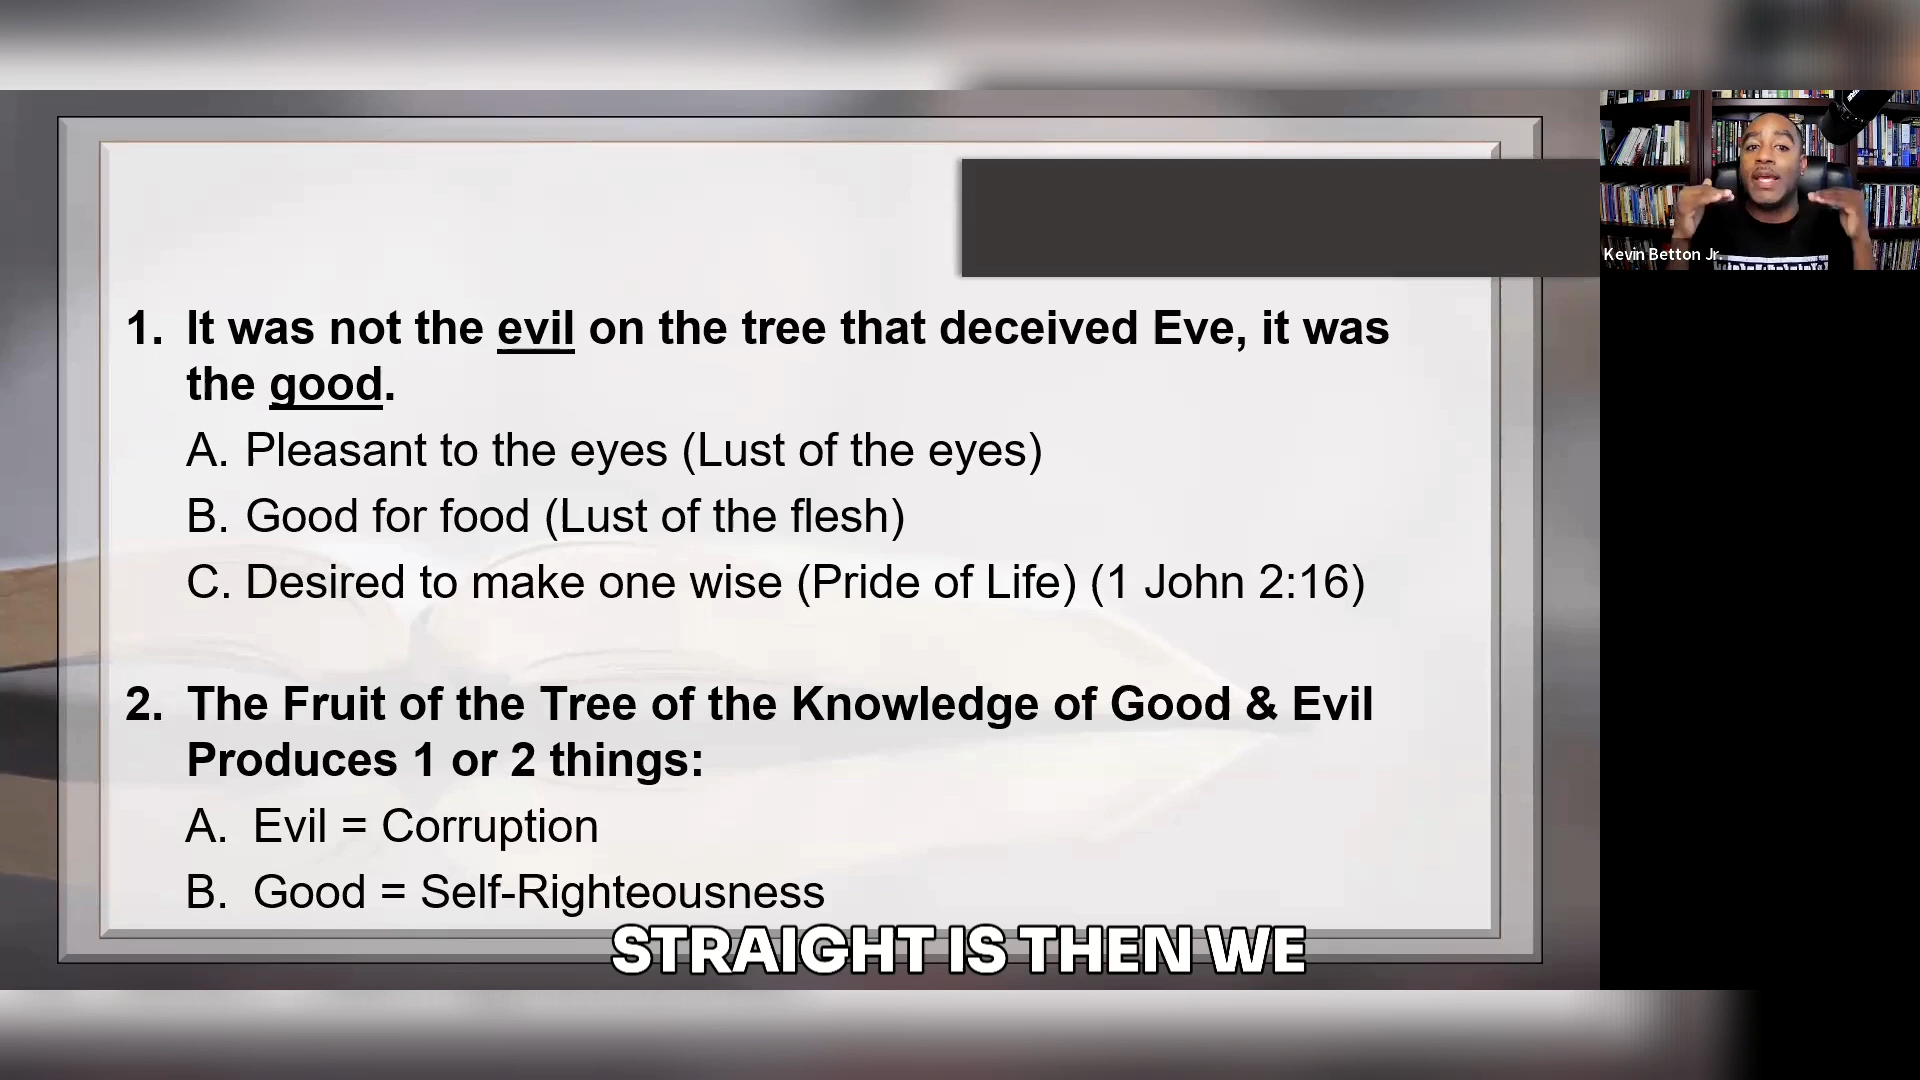 Kevin Betton Jr.
1. It was not the evil on the tree that deceived Eve, it was
the good.
A. Pleasant to the eyes (Lust of the eyes)
B. Good for food (Lust of the flesh)
C. Desired to make one wise (Pride of Life) (1 John 2:16)
2. The Fruit of the Tree of the Knowledge of Good & Evil
Produces 1 or 2 things:
A. Evil = Corruption
B. Good = Self-Righteousness
STRAIGHT IS THEN WE